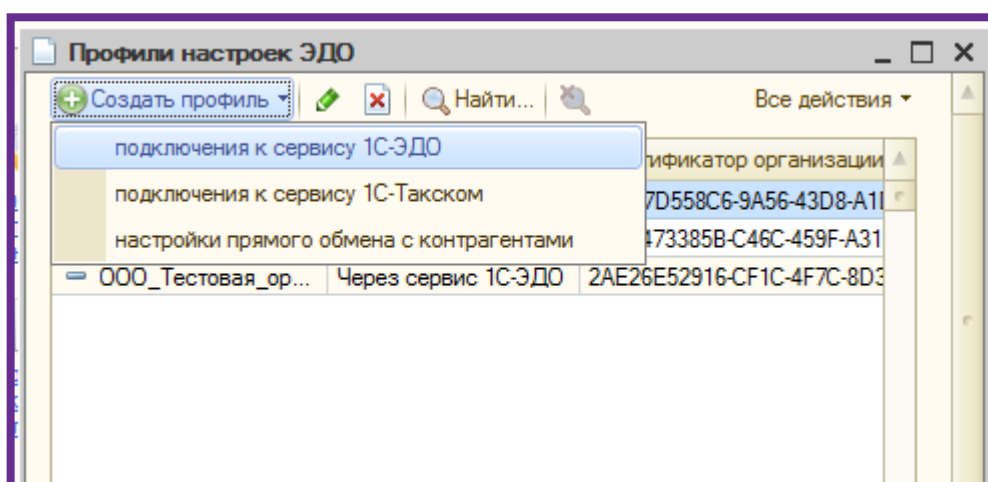 Профили настроек ЭДО
Создать профиль Найти... Все действия
подключения к сервису 1С-ЭДО
тификатор организации
подключения к сервису 1С-Такском
7D558C6-9A56-43D8-A1
настройки прямого обмена с контрагентами
473385B-C46C-459F-A31
ООО_Тестовая_ор... Через сервис 1С-ЭДО 2AE26E52916-CF1C-4F7C-8D3